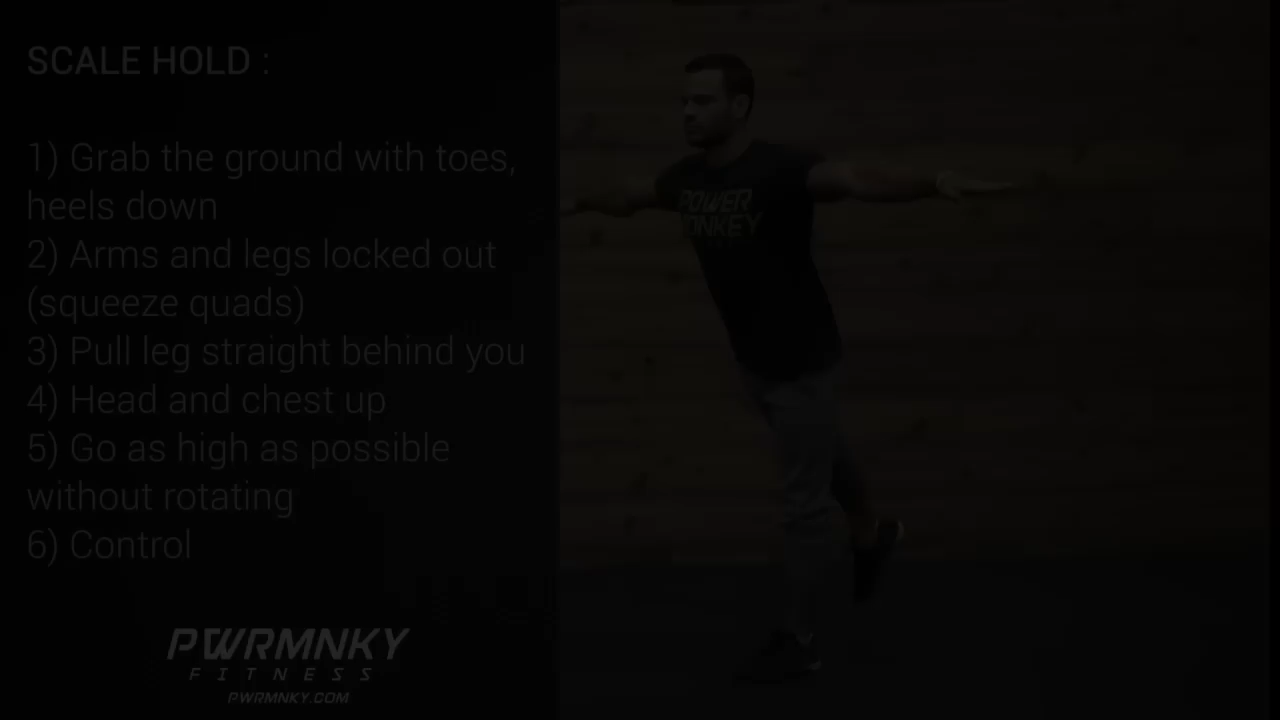 SCALE HOLD :
1) Grab the ground with toes,
heels down
2) Arms and legs locked out
(squeeze quads)
3) Pull leg straight behind you
4) Head and chest up
5) Go as high as possible
without rotating
6) Control
PWRMNKY
FITNESS
PWRMNKY.COM
POWER
MONKEY